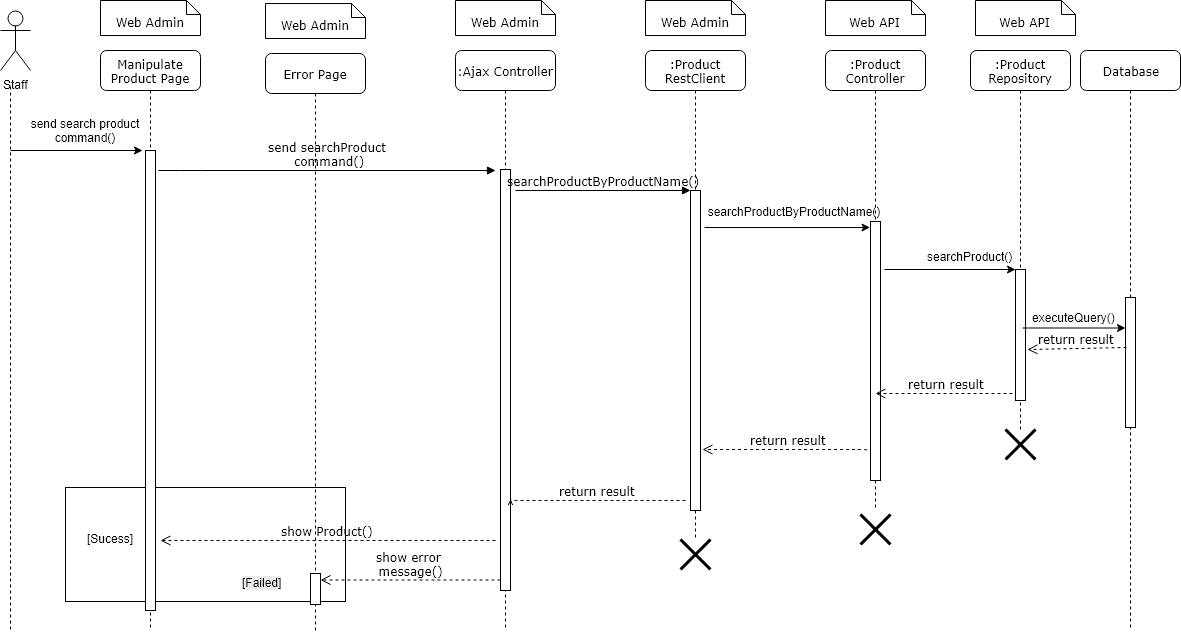 Web Admin
Web Admin
Web Admin
Web Admin
Web API
Web API
Staff
Manipulate
Product Page
Error Page
:Ajax Controller
:Product
RestClient
:Product
Controller
:Product
Repository
Database
send search product
command()
send searchProduct
command()
searchProductByProductName()
searchProductByProductName()
searchProduct()
executeQuery()
return result
return result
return result
return result
show Product()
[Sucess]
show error
message()
[Failed]